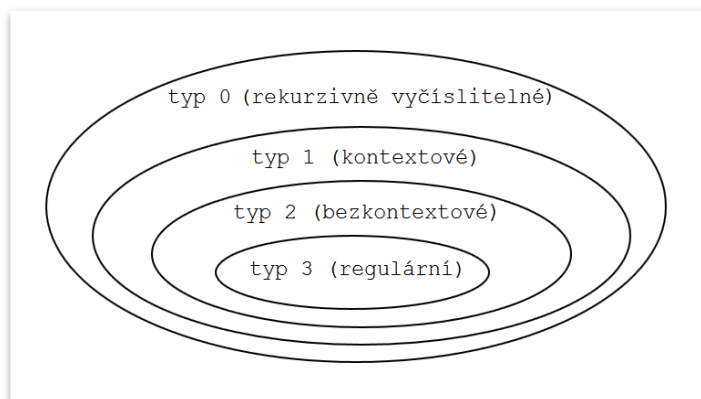 typ 0 (rekurzivně vyčíslitelné)
typ 1 (kontextové)
typ 2 (bezkontextové)
typ 3 (regulární)